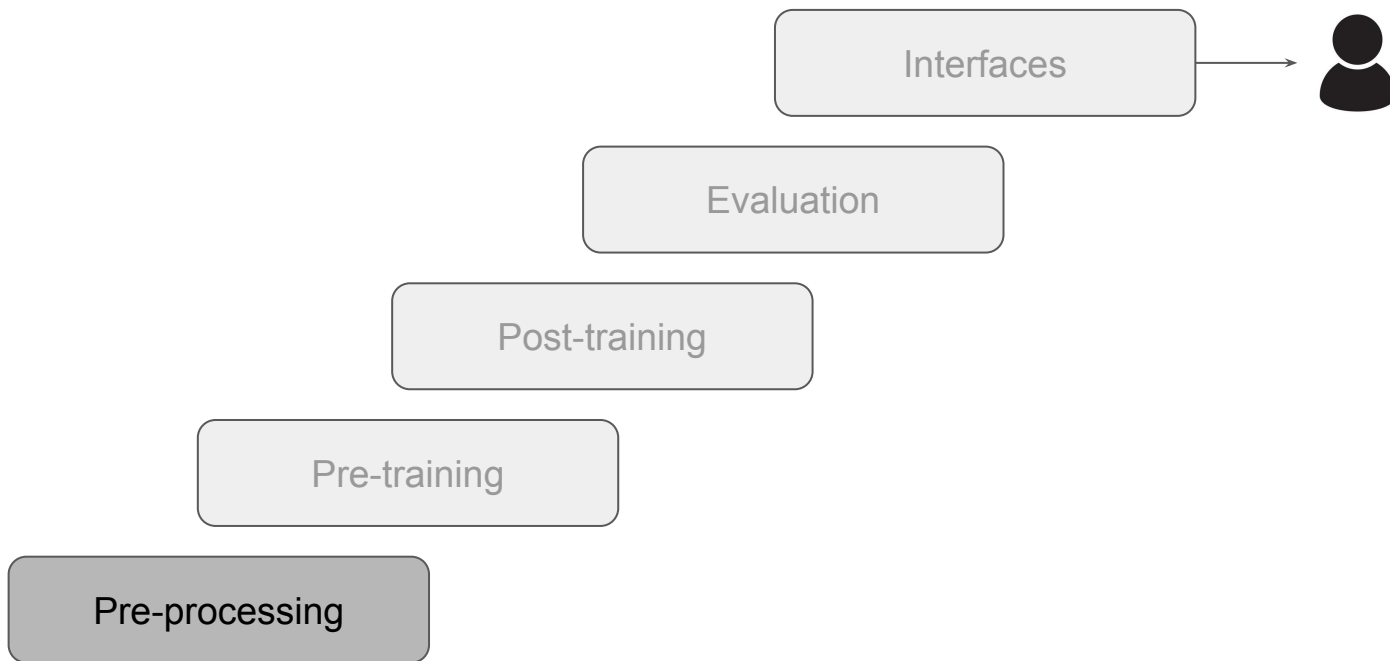 Interfaces
Evaluation
Post-training
Pre-training
Pre-processing